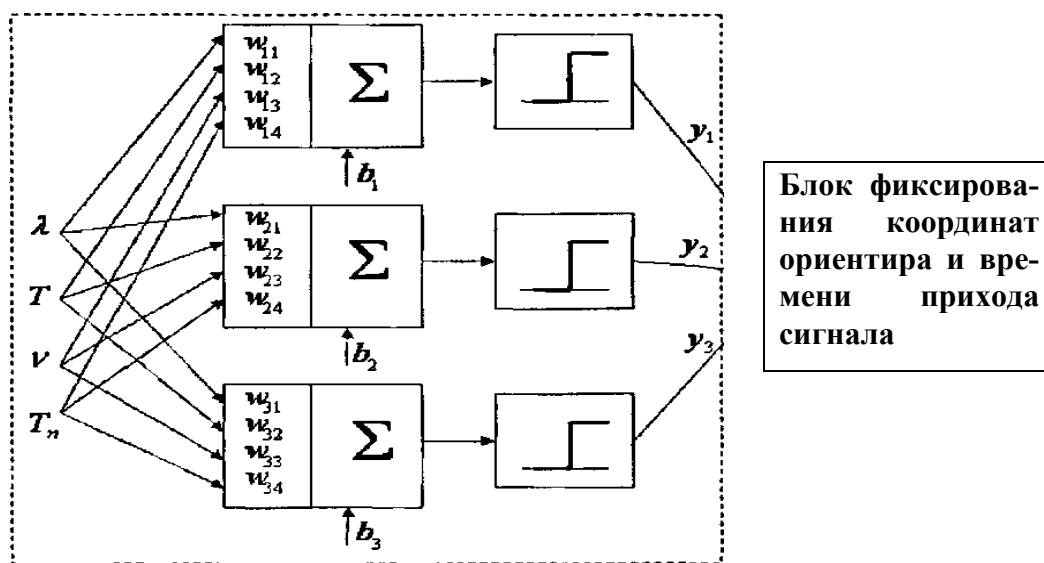 w11
w12
w13
w14
Σ
b1
y1
λ
T
ν
Tn
w21
w22
w23
w24
Σ
b2
y2
w31
w32
w33
w34
Σ
b3
y3
Блок фиксирова-
ния координат
ориентира и вре-
мени прихода
сигнала